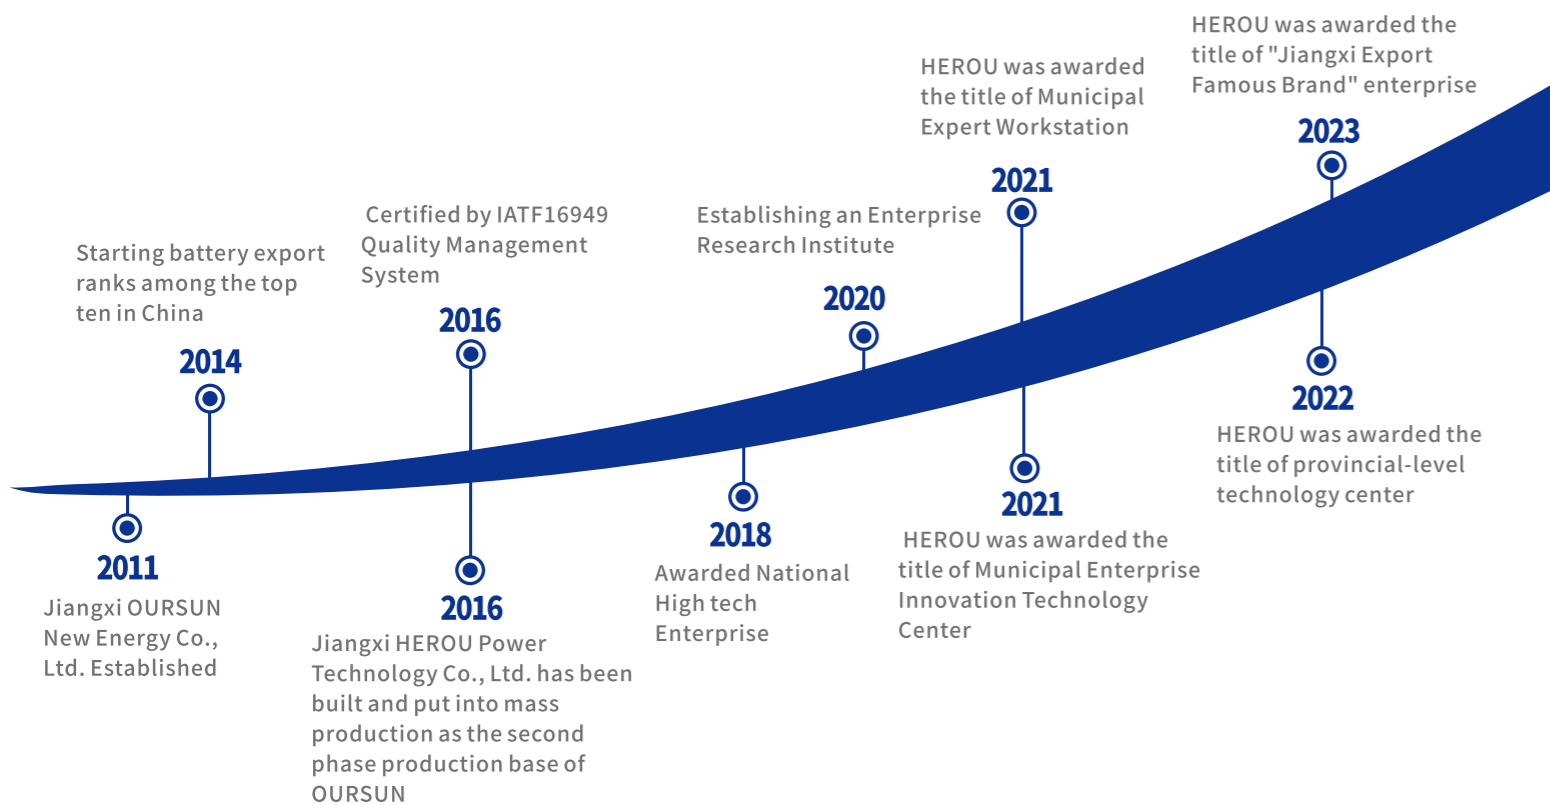 2011
Jiangxi OURSUN
New Energy Co.,
Ltd. Established
Starting battery export
ranks among the top
ten in China
2014
Certified by IATF16949
Quality Management
System
2016
2016
Jiangxi HEROU Power
Technology Co., Ltd. has been
built and put into mass
production as the second
phase production base of
OURSUN
2018
Awarded National
High tech
Enterprise
Establishing an Enterprise
Research Institute
2020
HEROU was awarded
the title of Municipal
Expert Workstation
2021
2021
HEROU was awarded the
title of Municipal Enterprise
Innovation Technology
Center
2022
HEROU was awarded the
title of provincial-level
technology center
HEROU was awarded the
title of "Jiangxi Export
Famous Brand" enterprise
2023